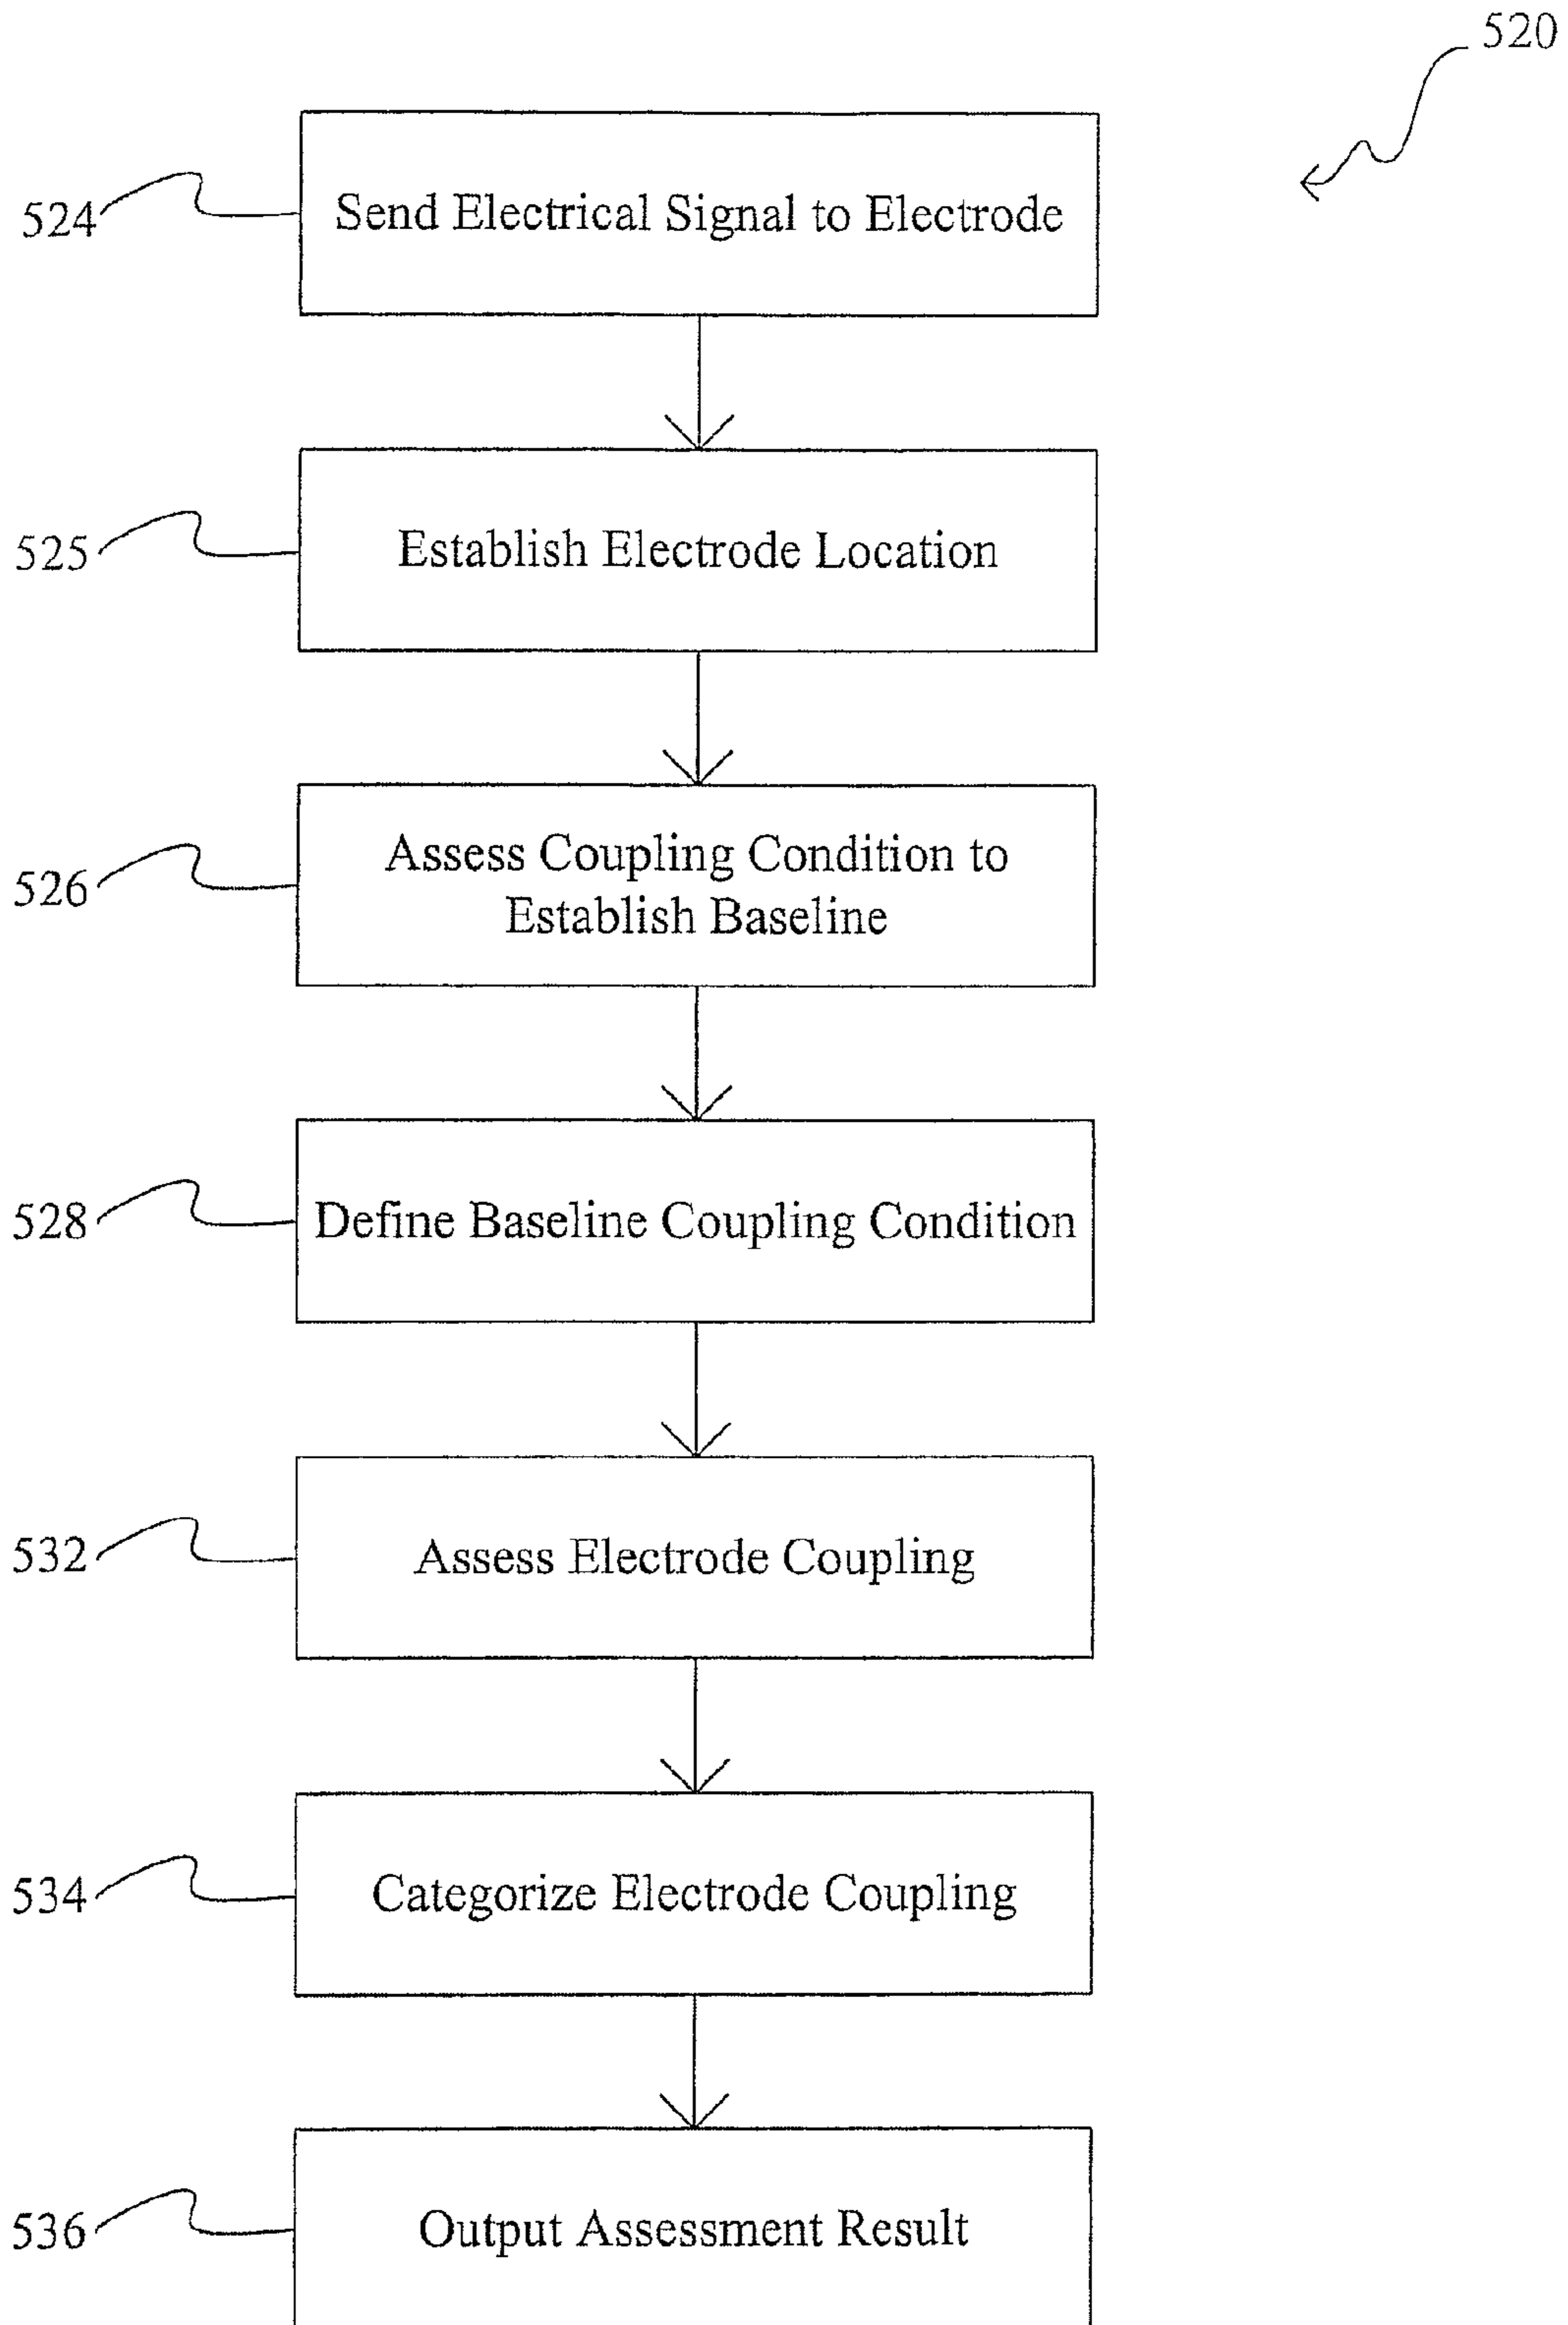 520
524
Send Electrical Signal to Electrode
525
Establish Electrode Location
526
Assess Coupling Condition to
Establish Baseline
528
Define Baseline Coupling Condition
532
Assess Electrode Coupling
534
Categorize Electrode Coupling
536
Output Assessment Result